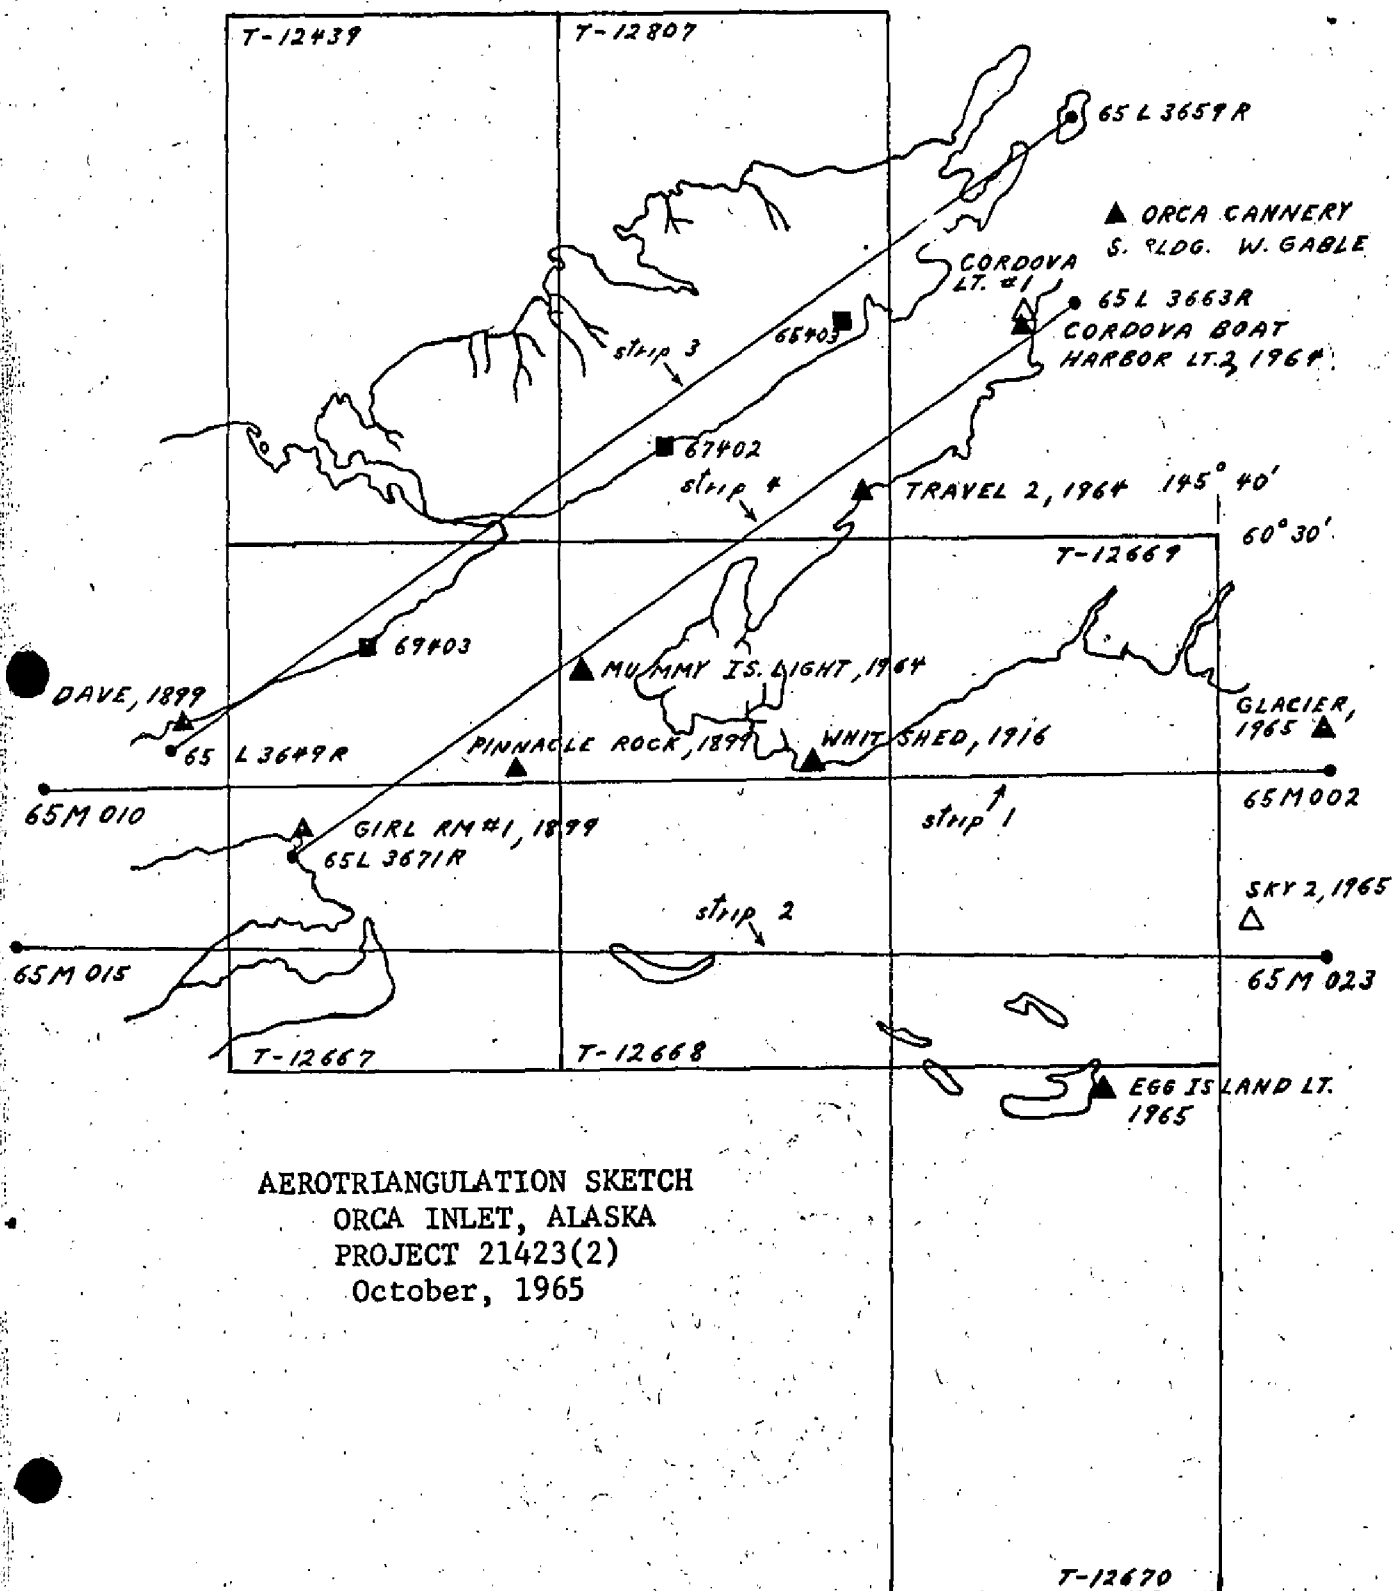 T-12439
T-12807
65 L 3659 R
ORCA CANNERY
S. BLDG. W. GABLE
CORDOVA
LT. #1
65 L 3663R
CORDOVA BOAT
HARBOR LT. 2, 1964
65403
strip 3
67402
strip 4
TRAVEL 2, 1964
145° 40'
60° 30'
T-12669
69403
MUMMY IS. LIGHT, 1964
DAVE, 1899
65 L 3649 R
PINNACLE ROCK, 1899
WHITSHED, 1916
GLACIER,
1965
65M 010
65M 002
strip 1
GIRL RM #1, 1899
65L 3671R
SKY 2, 1965
strip 2
65M 015
65M 023
T-12667
T-12668
EGG ISLAND LT.
1965
AEROTRIANGULATION SKETCH
ORCA INLET, ALASKA
PROJECT 21423(2)
October, 1965
T-12670